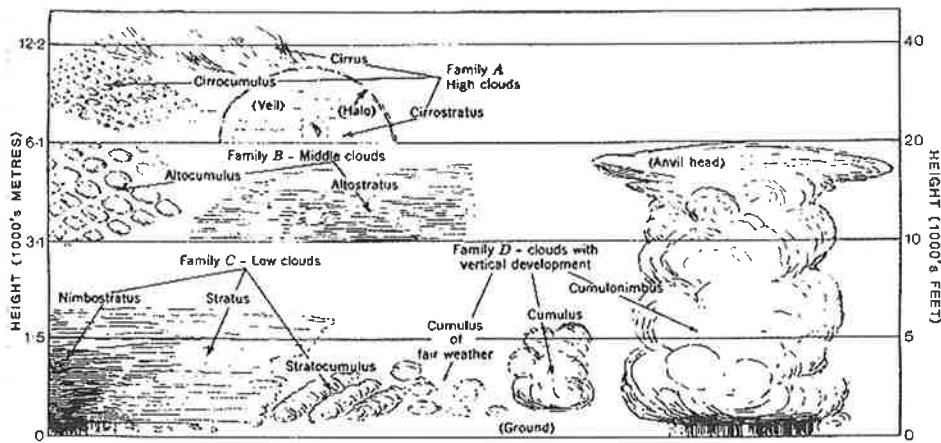 HEIGHT (1000's METRES)
12·2
6·1
3·1
1·5
0
Cirrus
Cirrocumulus
Family A
High clouds
(Veil)
(Halo)
Cirrostratus
Family B – Middle clouds
Altocumulus
Altostratus
(Anvil head)
Family C – Low clouds
Nimbostratus
Stratus
Stratocumulus
Family D – clouds with
vertical development
Cumulonimbus
Cumulus
of
fair weather
Cumulus
(Ground)
40
20
10
5
0
HEIGHT (1000's FEET)